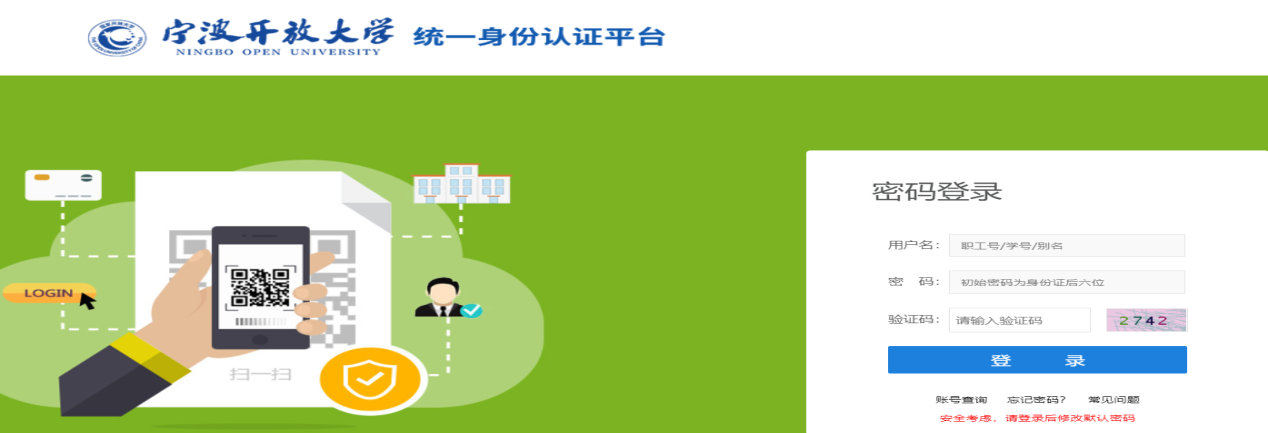 宁波开放大学 统一身份认证平台
NINGBO OPEN UNIVERSITY
密码登录
用户名： 职工号/学号/别名
密 码： 初始密码为身份证后六位
验证码： 请输入验证码 2742
登 录
账号查询 忘记密码？ 常见问题
安全考虑，请登录后修改默认密码
LOGIN
扫一扫